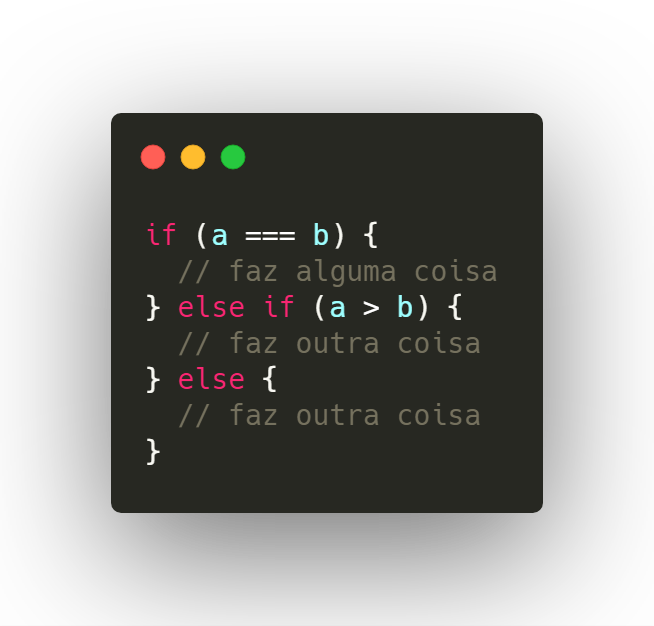 if (a === b) {
  // faz alguma coisa
} else if (a > b) {
  // faz outra coisa
} else {
  // faz outra coisa
}